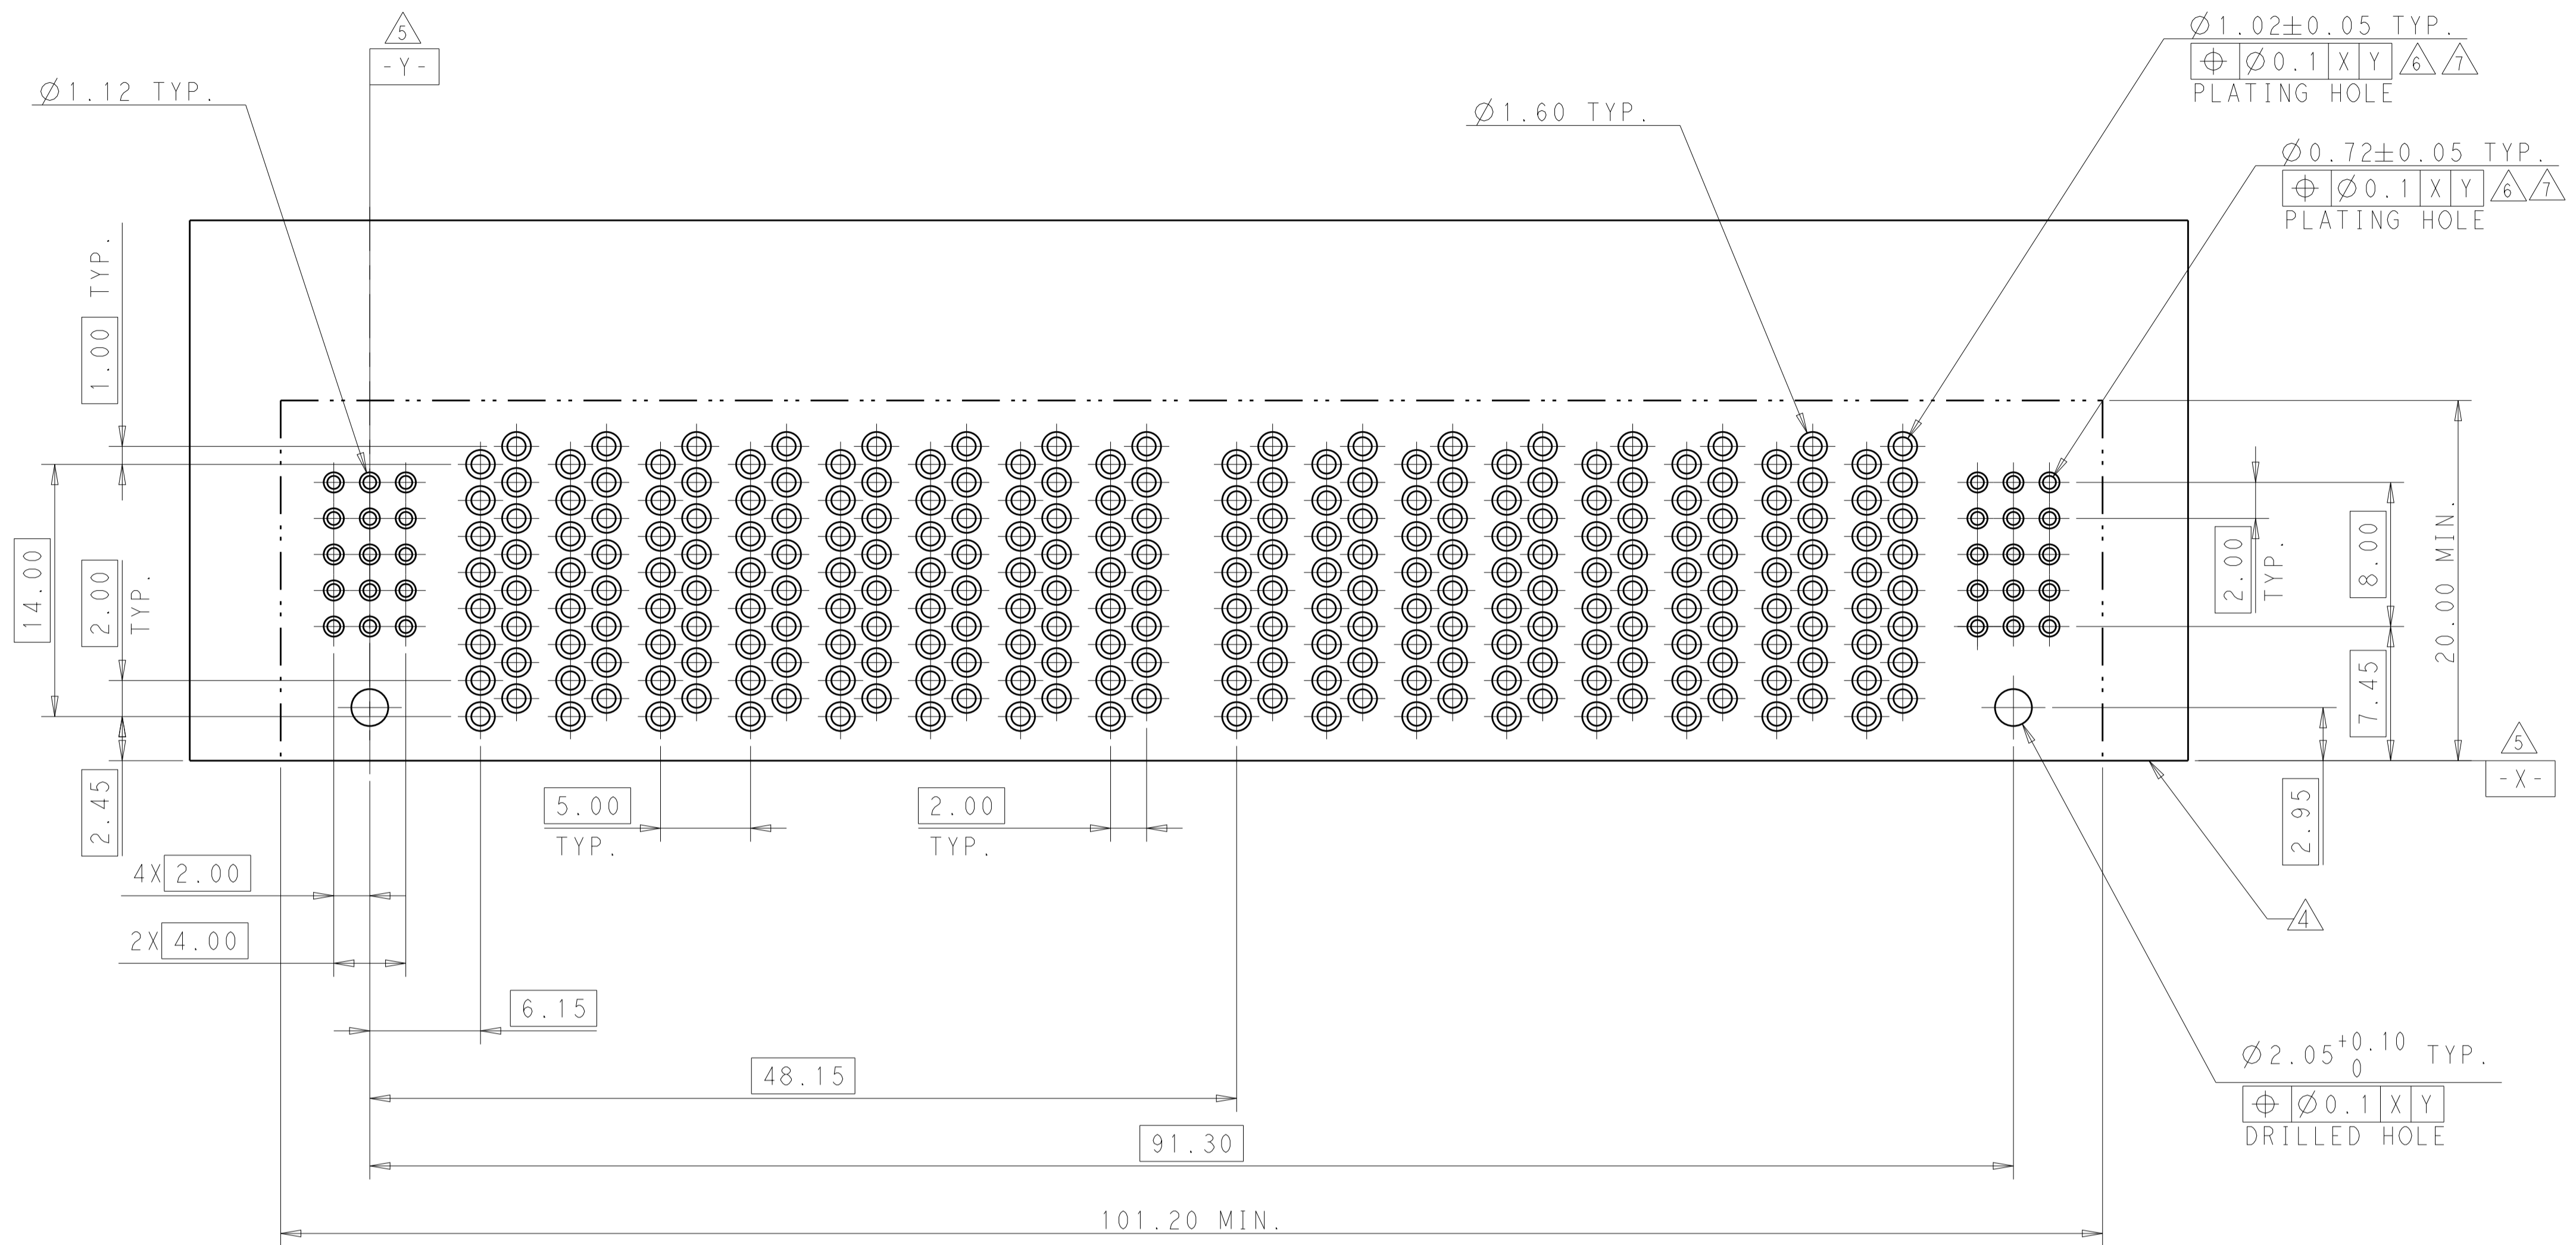 5
-Y-
Ø1.12 TYP.
Ø1.60 TYP.
Ø1.02±0.05 TYP.
⌖ Ø0.1 X Y 6 7
PLATING HOLE
Ø0.72±0.05 TYP.
⌖ Ø0.1 X Y 6 7
PLATING HOLE
1.00 TYP.
14.00
2.00
TYP.
2.45
4X 2.00
2X 4.00
5.00
TYP.
2.00
TYP.
6.15
48.15
91.30
101.20 MIN.
2.00
TYP.
8.00
20.00 MIN.
7.45
2.95
5
-X-
4
Ø2.05 +0.10 0 TYP.
⌖ Ø0.1 X Y
DRILLED HOLE